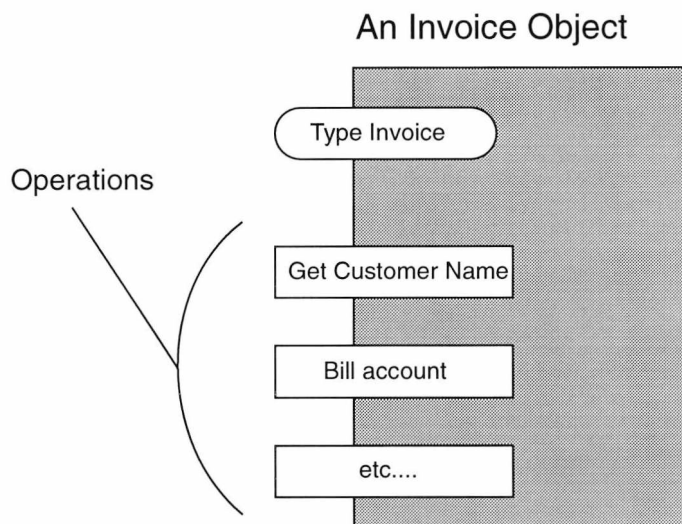 An Invoice Object
Type Invoice
Operations
Get Customer Name
Bill account
etc....